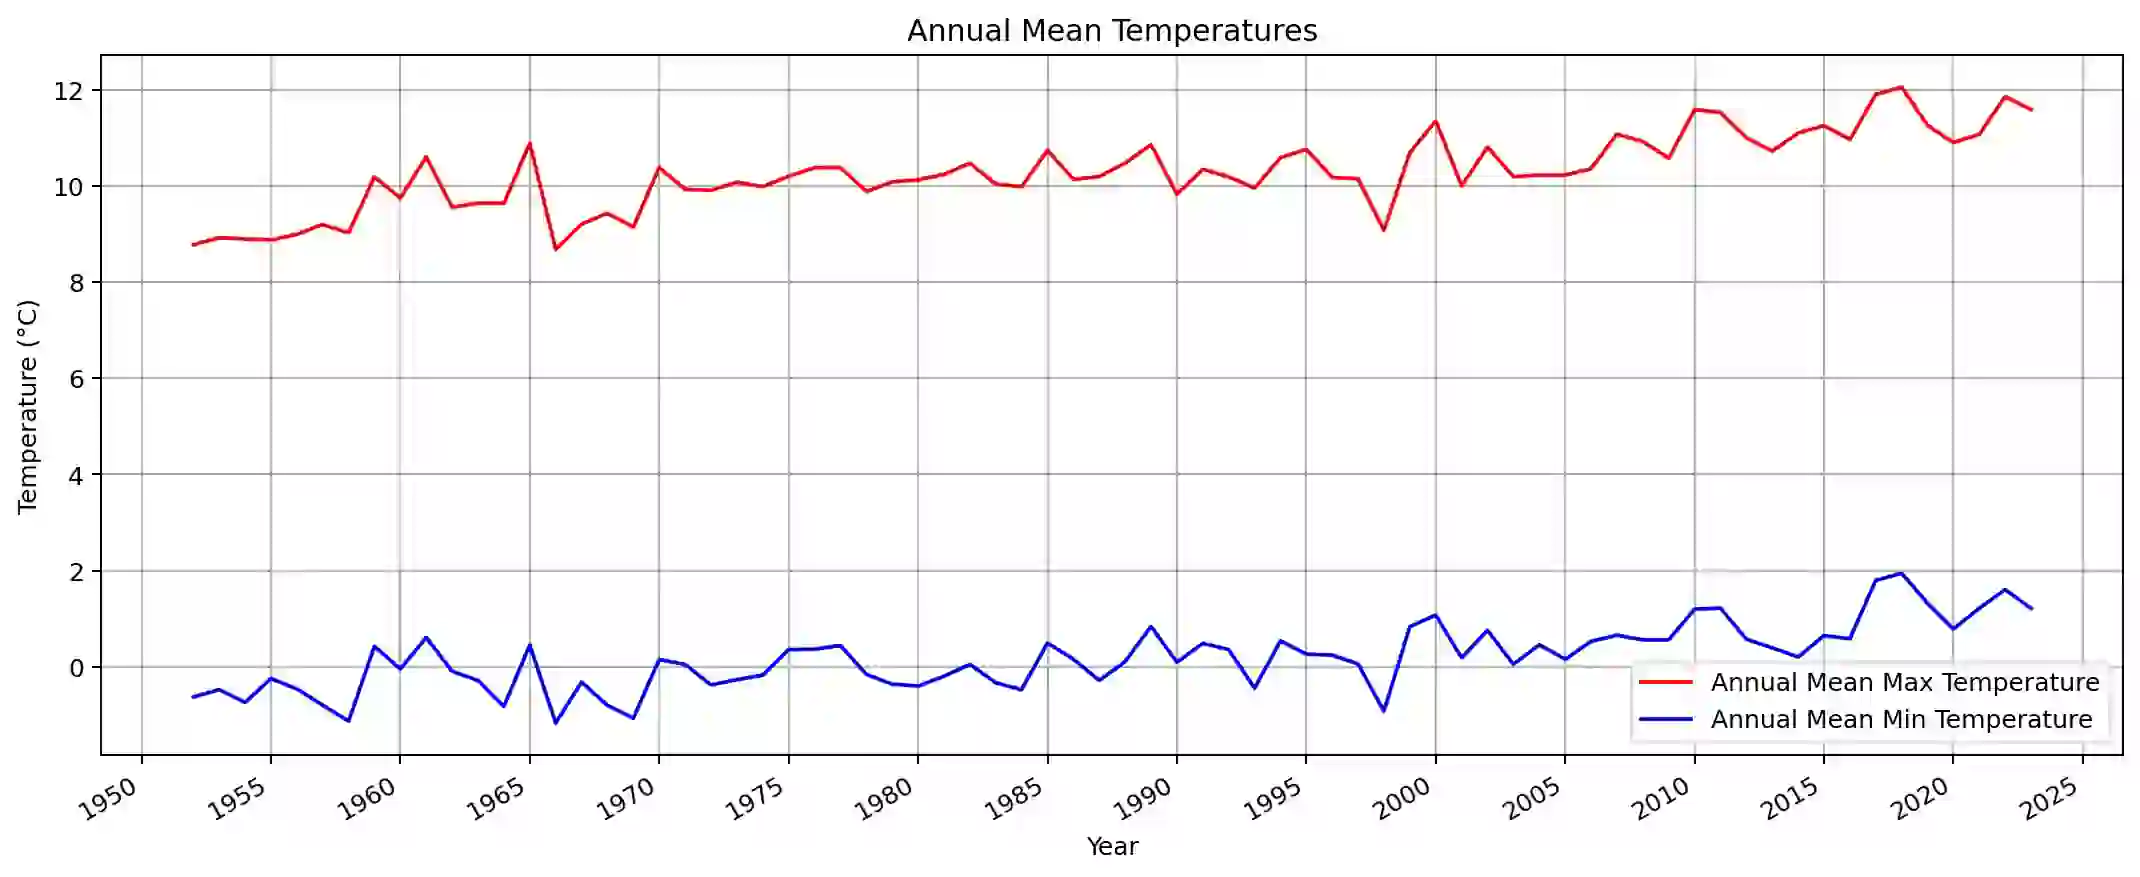 Annual Mean Temperatures
Temperature (°C)
12
10
8
6
4
2
0
Annual Mean Max Temperature
Annual Mean Min Temperature
1950 1955 1960 1965 1970 1975 1980 1985 1990 1995 2000 2005 2010 2015 2020 2025
Year